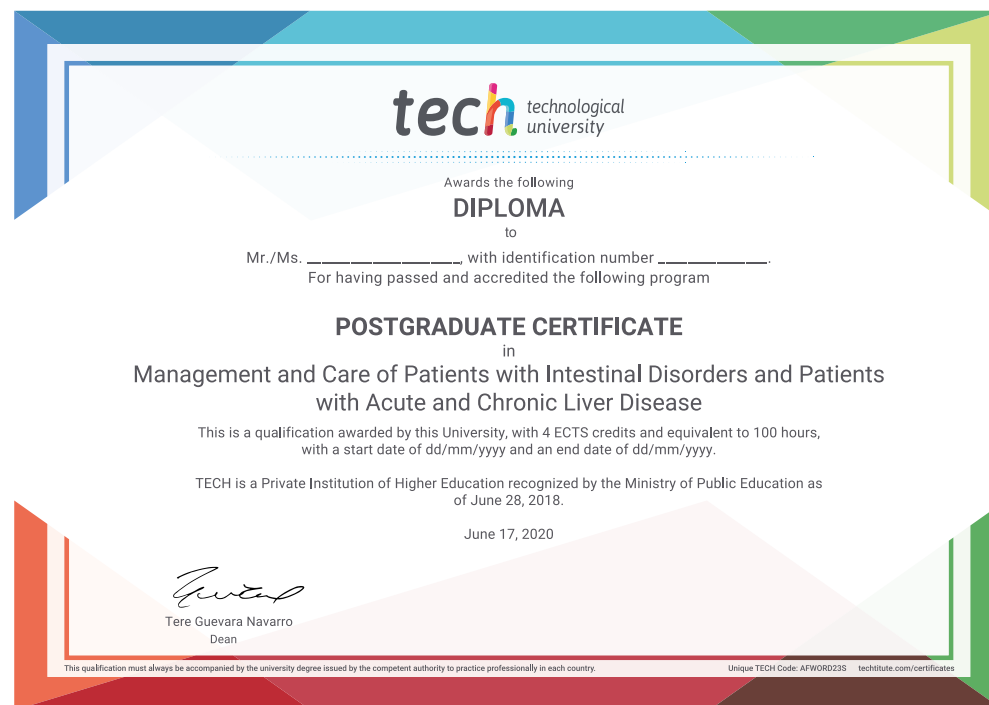 tech technological
university
Awards the following
DIPLOMA
to
Mr./Ms. ____________________, with identification number ______________.
For having passed and accredited the following program
POSTGRADUATE CERTIFICATE
in
Management and Care of Patients with Intestinal Disorders and Patients
with Acute and Chronic Liver Disease
This is a qualification awarded by this University, with 4 ECTS credits and equivalent to 100 hours,
with a start date of dd/mm/yyyy and an end date of dd/mm/yyyy.
TECH is a Private Institution of Higher Education recognized by the Ministry of Public Education as
of June 28, 2018.
June 17, 2020
Tere Guevara Navarro
Dean
This qualification must always be accompanied by the university degree issued by the competent authority to practice professionally in each country.
Unique TECH Code: AFWORD23S techtitute.com/certificates